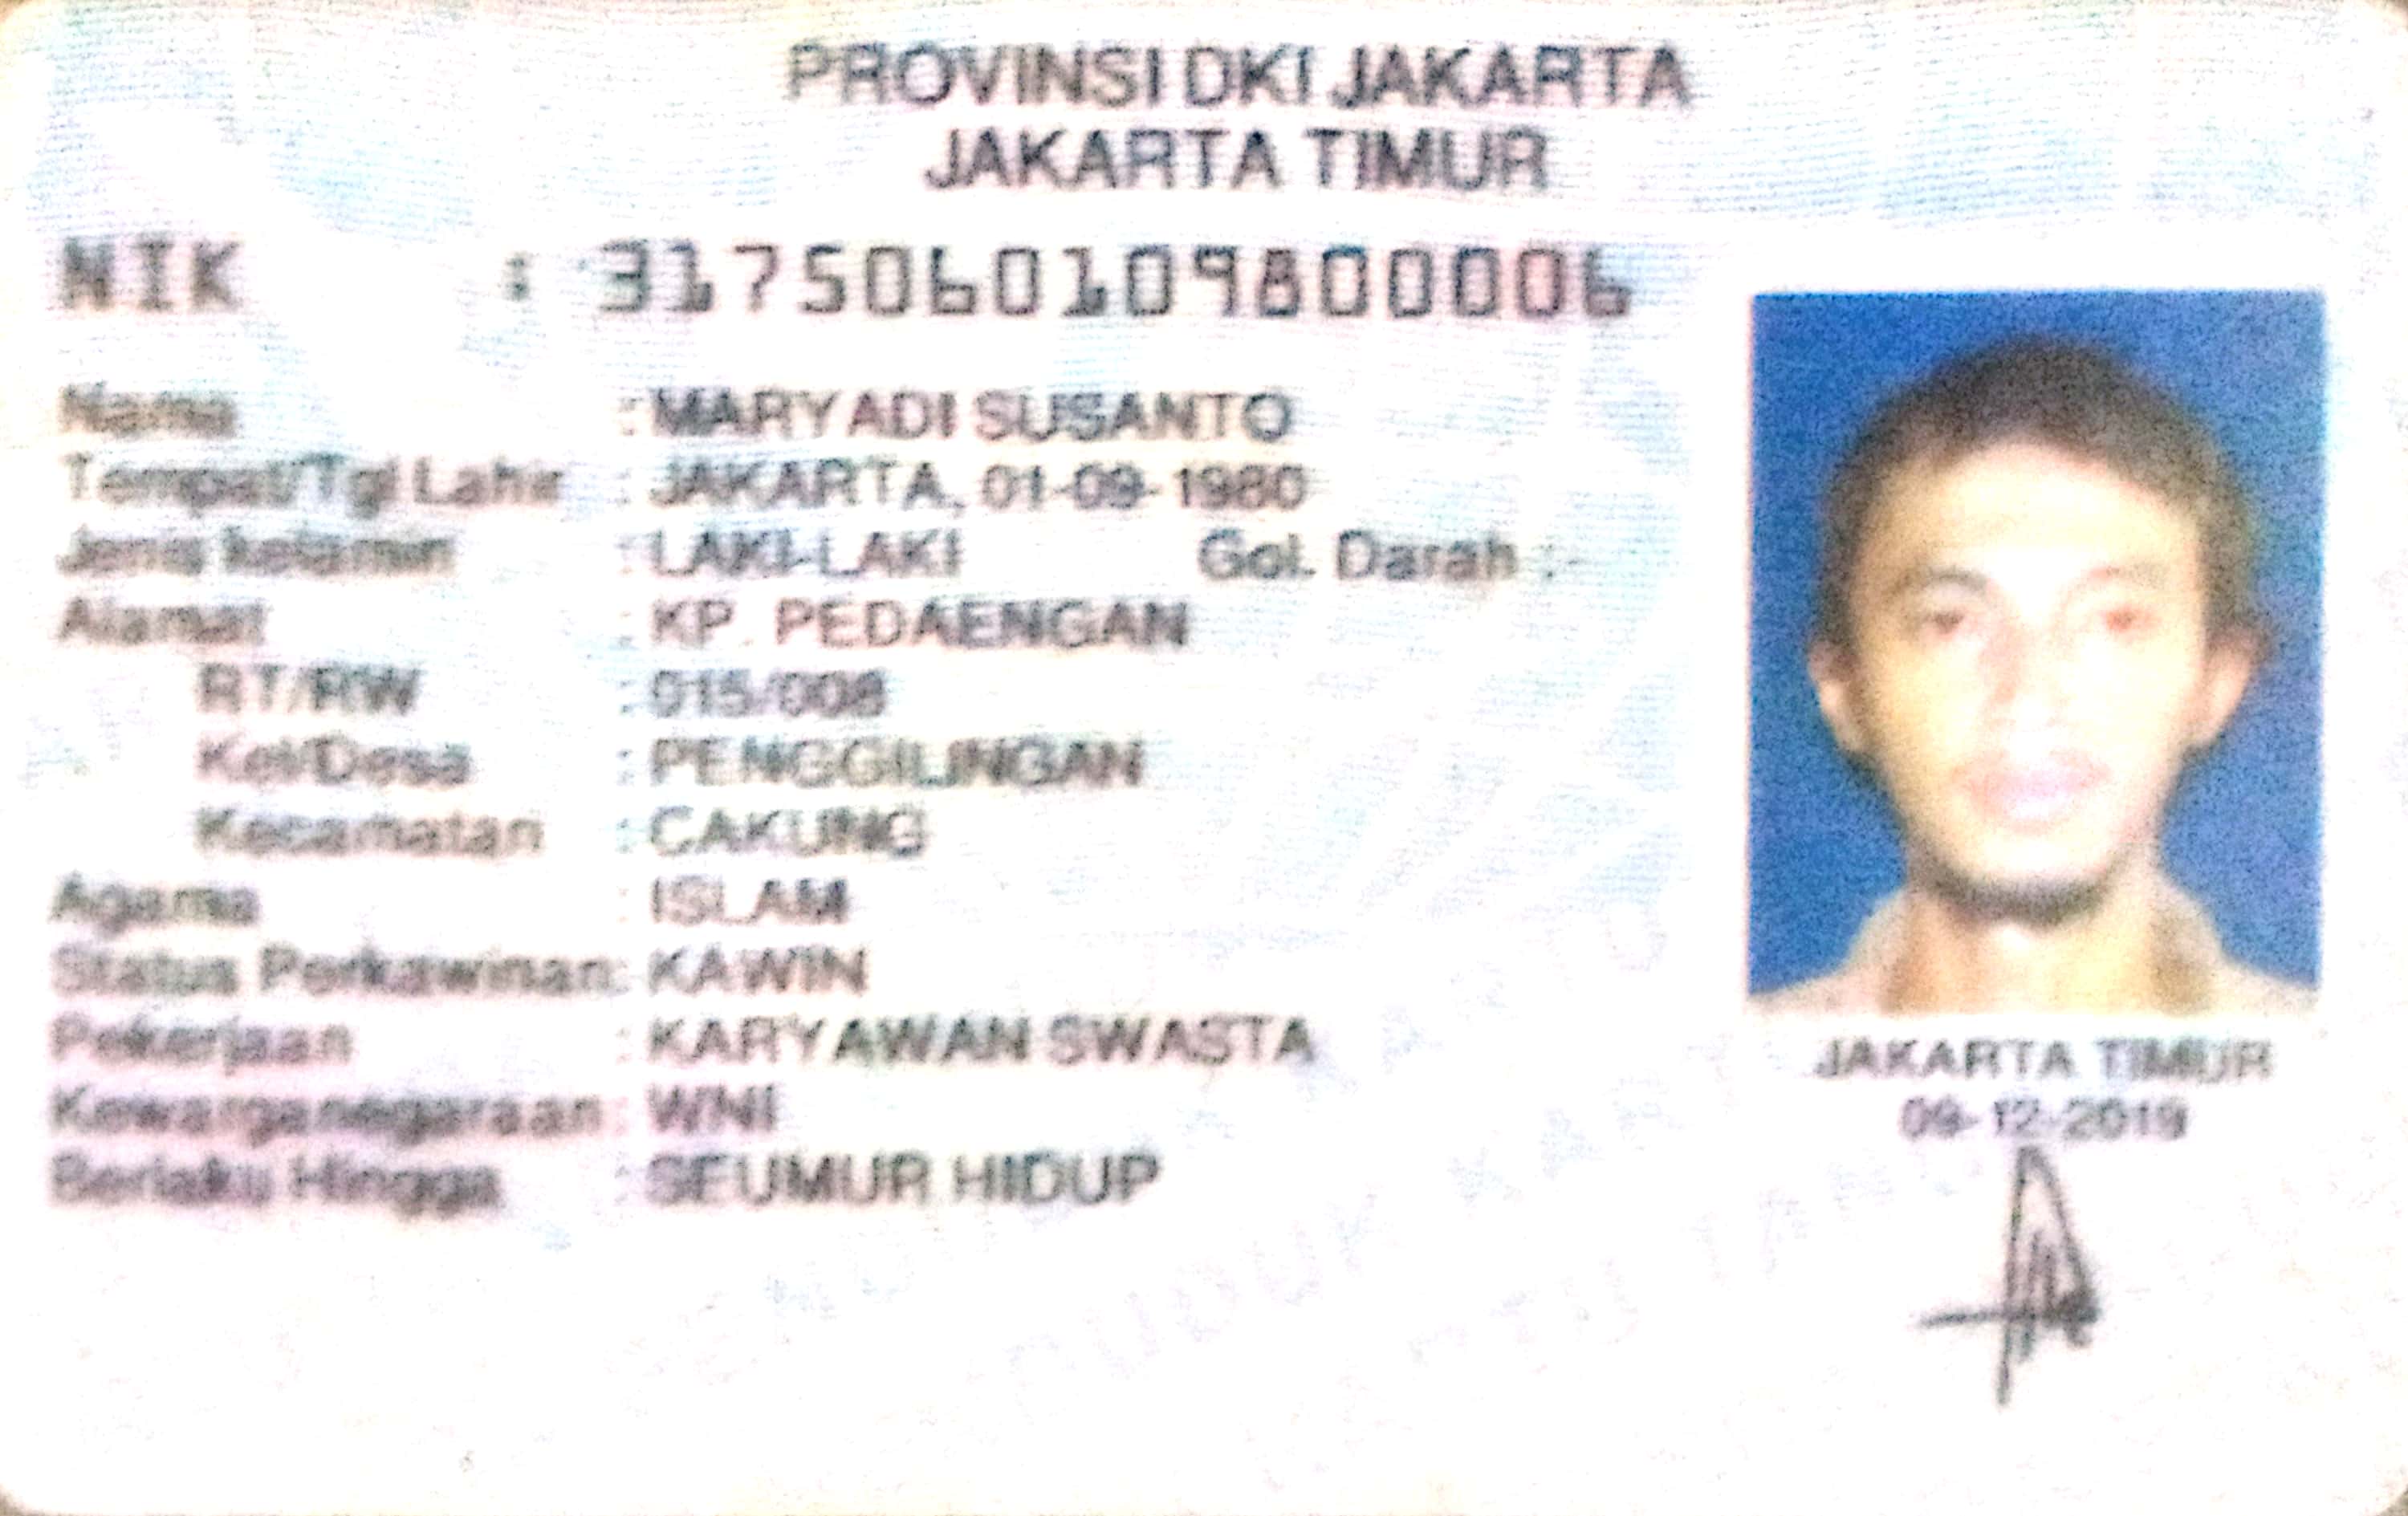 PROVINSI DKI JAKARTA
JAKARTA TIMUR
NIK : 3175060109800006
Nama : MARYADI SUSANTO
Tempat/Tgl Lahir : JAKARTA, 01-09-1980
Jenis kelamin : LAKI-LAKI Gol. Darah : -
Alamat : KP. PEDAENGAN
RT/RW : 015/008
Kel/Desa : PENGGILINGAN
Kecamatan : CAKUNG
Agama : ISLAM
Status Perkawinan: KAWIN
Pekerjaan : KARYAWAN SWASTA
Kewarganegaraan: WNI
Berlaku Hingga : SEUMUR HIDUP
JAKARTA TIMUR
09-12-2019